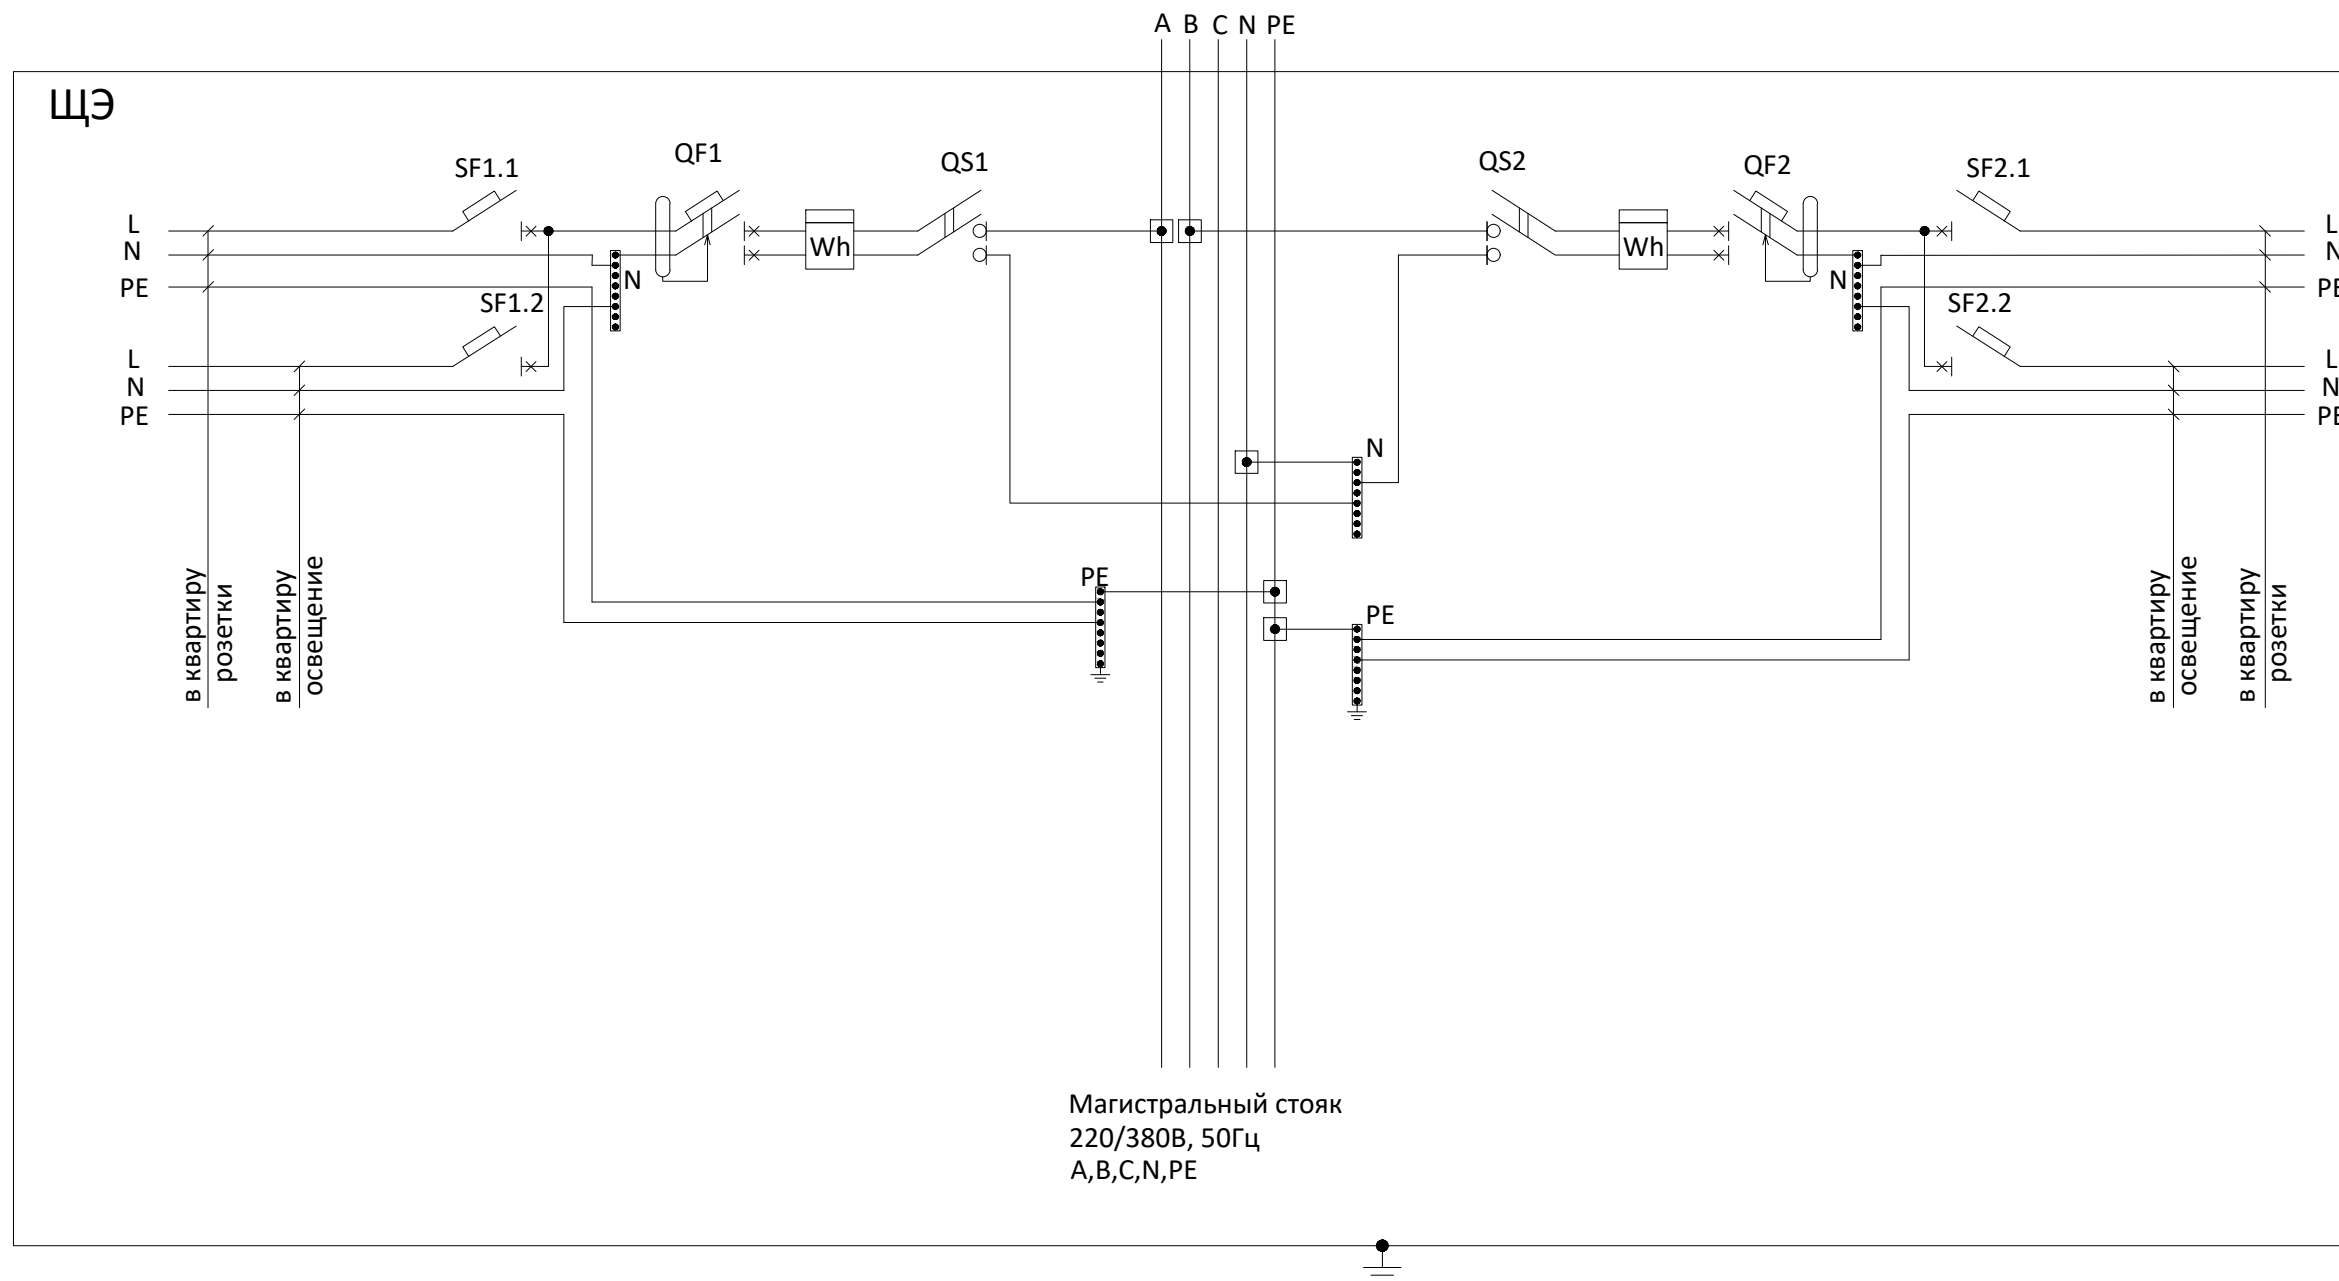 A B C N PE
ЩЭ
SF1.1
QF1
QS1
QS2
QF2
SF2.1
L
N
PE
SF1.2
N
Wh
Wh
N
SF2.2
L
N
PE
L
N
PE
L
N
PE
N
PE
PE
в квартиру
розетки
в квартиру
освещение
в квартиру
освещение
в квартиру
розетки
Магистральный стояк
220/380В, 50Гц
A,B,C,N,PE